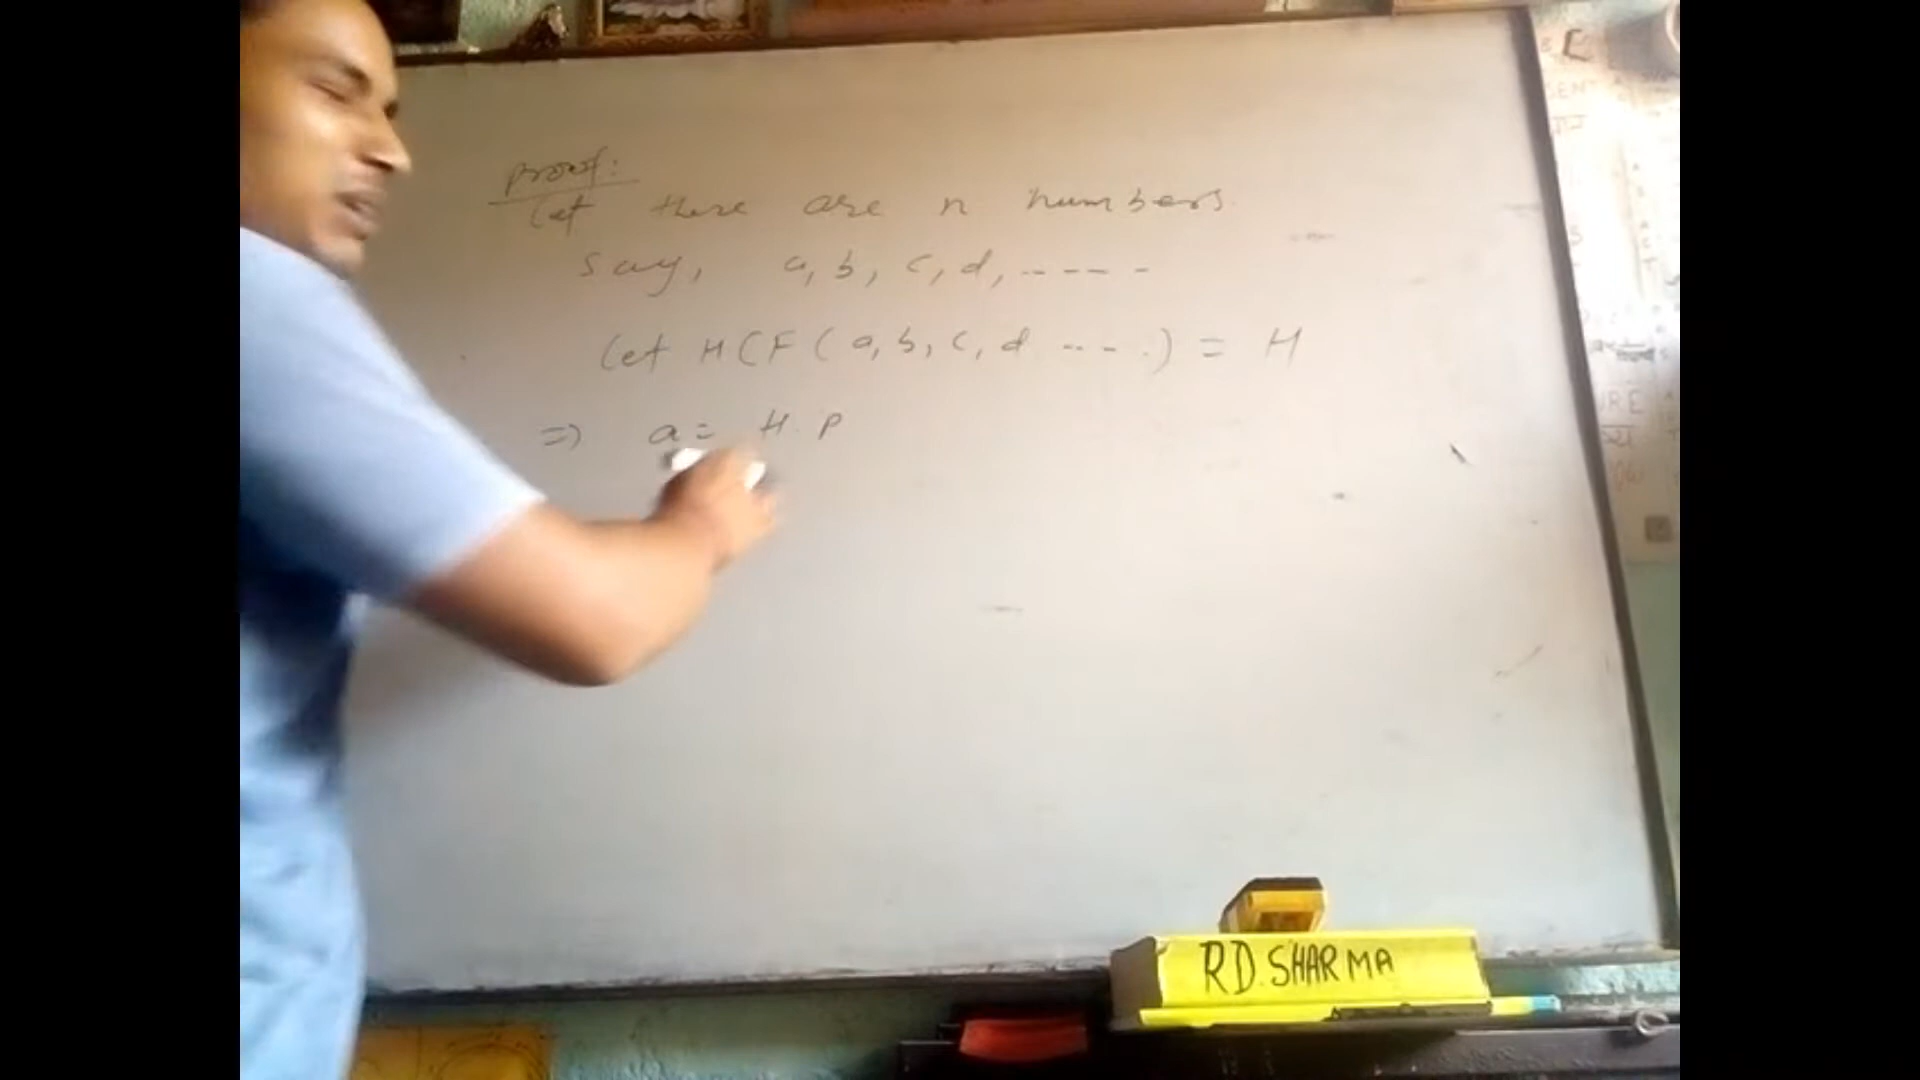 Proof:
Let there are n numbers.
say, a, b, c, d, -----
Let HCF (a, b, c, d ---.) = H
=> a = H. P
RD. SHARMA